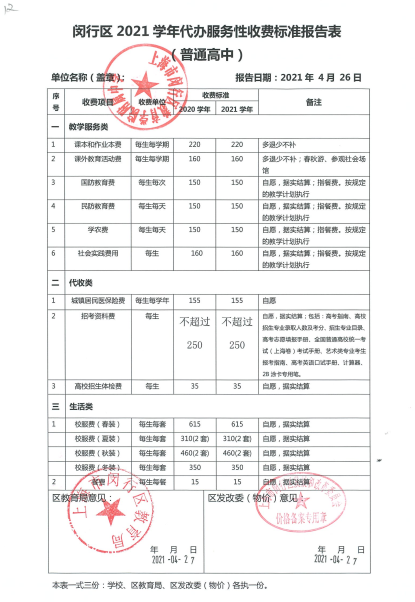 12
闵行区 2021 学年代办服务性收费标准报告表
（普通高中）
单位名称（盖章）： 报告日期：2021 年 4 月 26 日
序号 收费项目 收费单位 收费标准 备注
2020 学年 2021 学年
一 教学服务类
1 课本和作业本费 每生每学期 220 220 多退少不补
2 课外教育活动费 每生每学期 160 160 多退少不补；春秋游、参观社会场
馆
3 国防教育费 每生每次 150 150 自愿，据实结算；指餐费。按规定
的教学计划执行
4 民防教育费 每生每天 150 150 自愿，据实结算；指餐费。按规定
的教学计划执行
5 学农费 每生每天 150 150 自愿，据实结算；指餐费。按规定
的教学计划执行
6 社会实践费用 每生 160 160 自愿，据实结算；指餐费。按规定
的教学计划执行
二 代收类
1 城镇居民医保险费 每生每学年 155 155 自愿
2 招考资料费 每生 不超过 250 不超过 250 自愿，据实结算；包括：高考指南、高校
招生专业录取人数及考分、招生专业目录、
高考志愿填报手册、全国普通高校统一考
试（上海卷）考试手册、艺术类专业考生
报考指南、高考英语口试手册、计算器、
2B 涂卡专用笔。
3 高校招生体检费 每生 35 35 自愿，据实结算
三 生活类
1 校服费（春装） 每生每套 615 615 自愿，据实结算
校服费（夏装） 每生每套 310(2 套) 310(2 套) 自愿，据实结算
校服费（秋装） 每生每套 460(2 套) 460(2 套) 自愿，据实结算
校服费（冬装） 每生每套 350 350 自愿，据实结算
2 餐费 每生每餐 15 15 自愿，据实结算
区教育局意见： 区发改委（物价）意见：
上海市闵行区教育局
价格备案专用章
年 月 日 年 月 日
2021 -04- 27 2021 -04- 27
本表一式三份：学校、区教育局、区发改委（物价）各执一份。